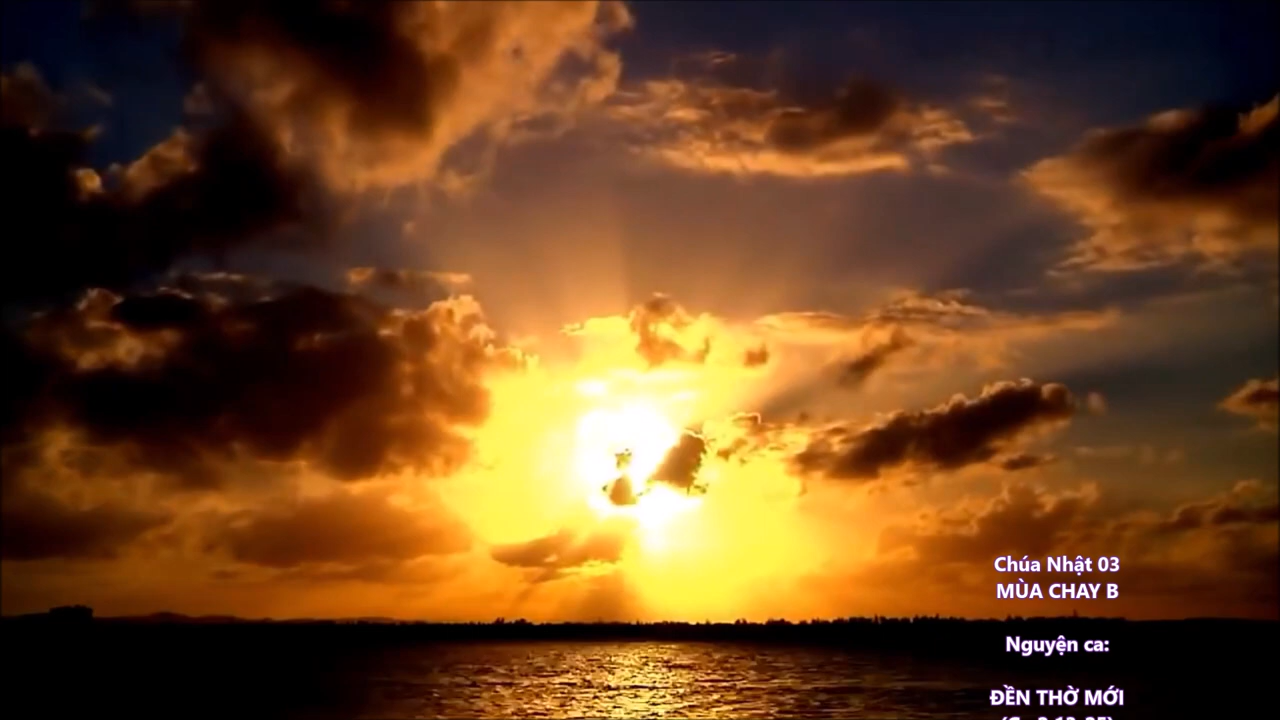 Chúa Nhật 03
MÙA CHAY B
Nguyện ca:
ĐỀN THỜ MỚI